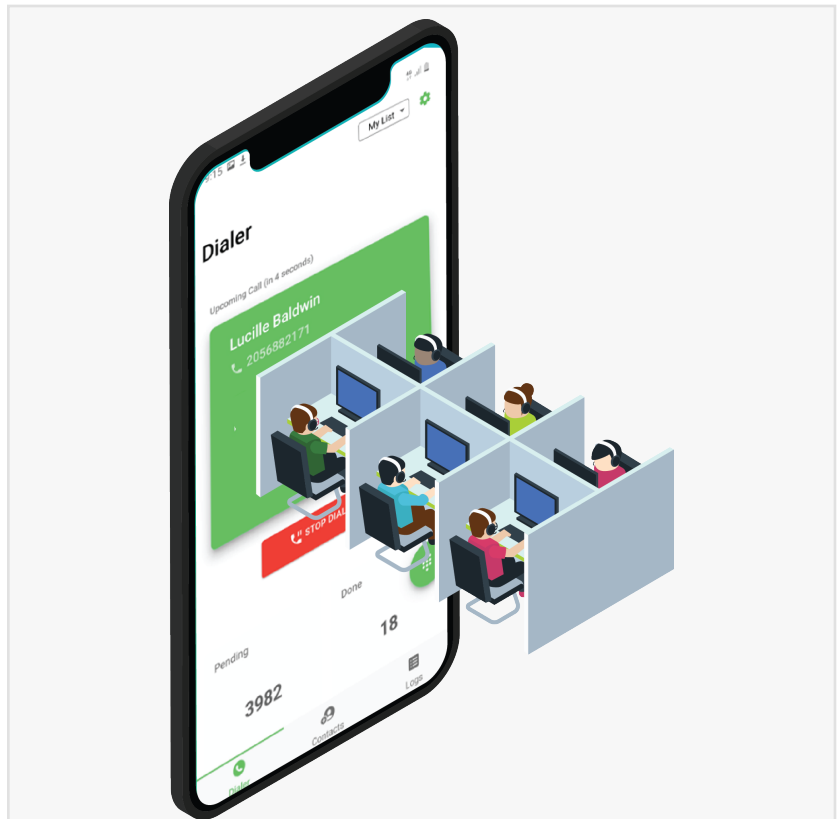 :15
My List
Dialer
Upcoming Call (in 4 seconds)
Lucille Baldwin
2056882171
STOP DIAL
Done
18
Pending
3982
Dialer
Contacts
Logs